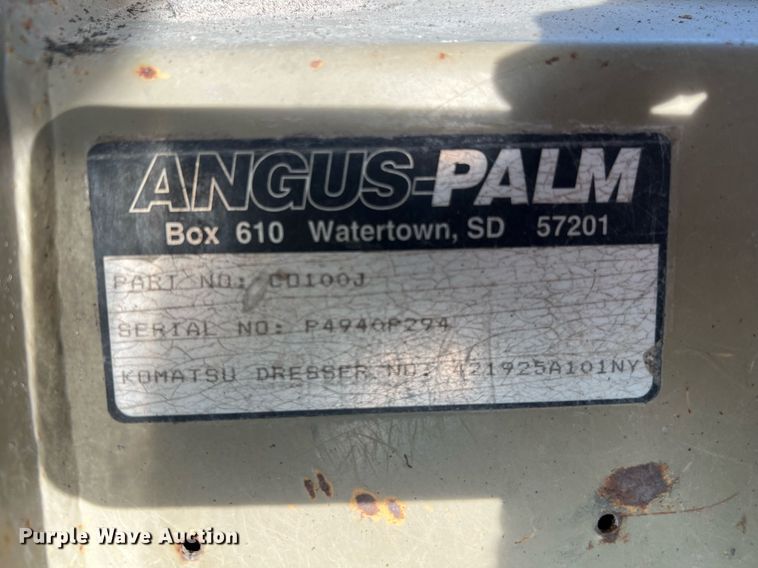 ANGUS-PALM
Box 610 Watertown, SD 57201
PART NO: CD100J
SERIAL NO: P4940P294
KOMATSU DRESSER NO. 421925A101NY
Purple Wave Auction